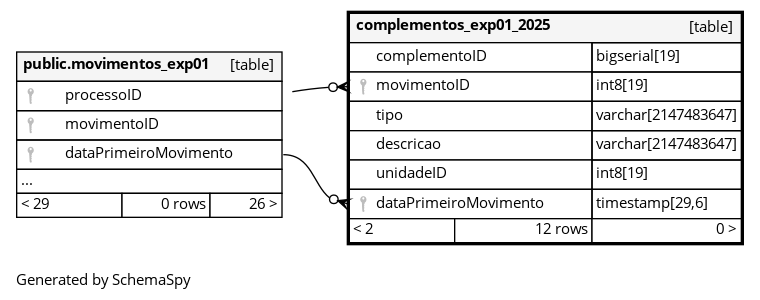 public.movimentos_exp01 [table]
processoID
movimentoID
dataPrimeiroMovimento
...
< 29 0 rows 26 >
complementos_exp01_2025 [table]
complementoID bigserial[19]
movimentoID int8[19]
tipo varchar[2147483647]
descricao varchar[2147483647]
unidadeID int8[19]
dataPrimeiroMovimento timestamp[29,6]
< 2 12 rows 0 >
Generated by SchemaSpy